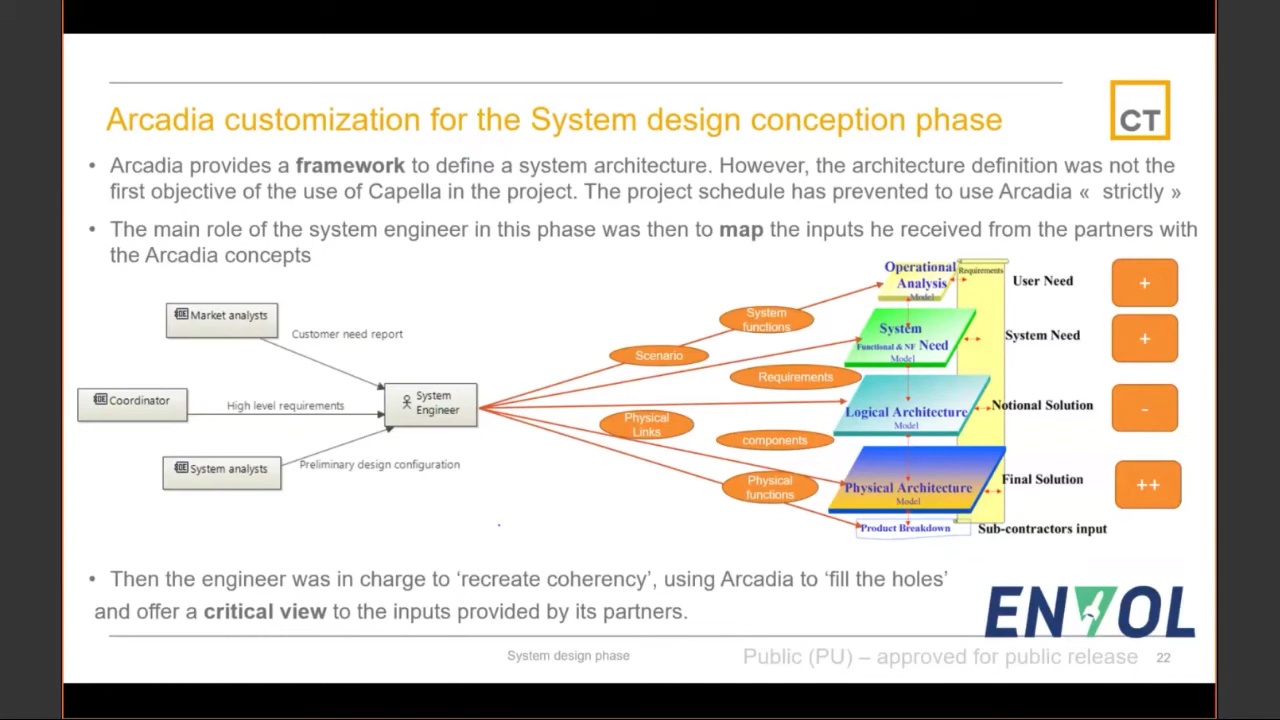 Arcadia customization for the System design conception phase
CT
• Arcadia provides a framework to define a system architecture. However, the architecture definition was not the
first objective of the use of Capella in the project. The project schedule has prevented to use Arcadia « strictly »
• The main role of the system engineer in this phase was then to map the inputs he received from the partners with
the Arcadia concepts
Market analysts
Customer need report
Coordinator
High level requirements
System analysts
Preliminary design configuration
System
Engineer
System
functions
Scenario
Requirements
Physical
Links
components
Physical
functions
Operational
Analysis
Model
Requirements
User Need
+
System
Functional & NF Need
Model
System Need
+
Logical Architecture
Model
Notional Solution
-
Physical Architecture
Model
Final Solution
++
Product Breakdown
Sub-contractors input
• Then the engineer was in charge to ‘recreate coherency’, using Arcadia to ‘fill the holes’
and offer a critical view to the inputs provided by its partners.
ENVOL
System design phase
Public (PU) – approved for public release
22